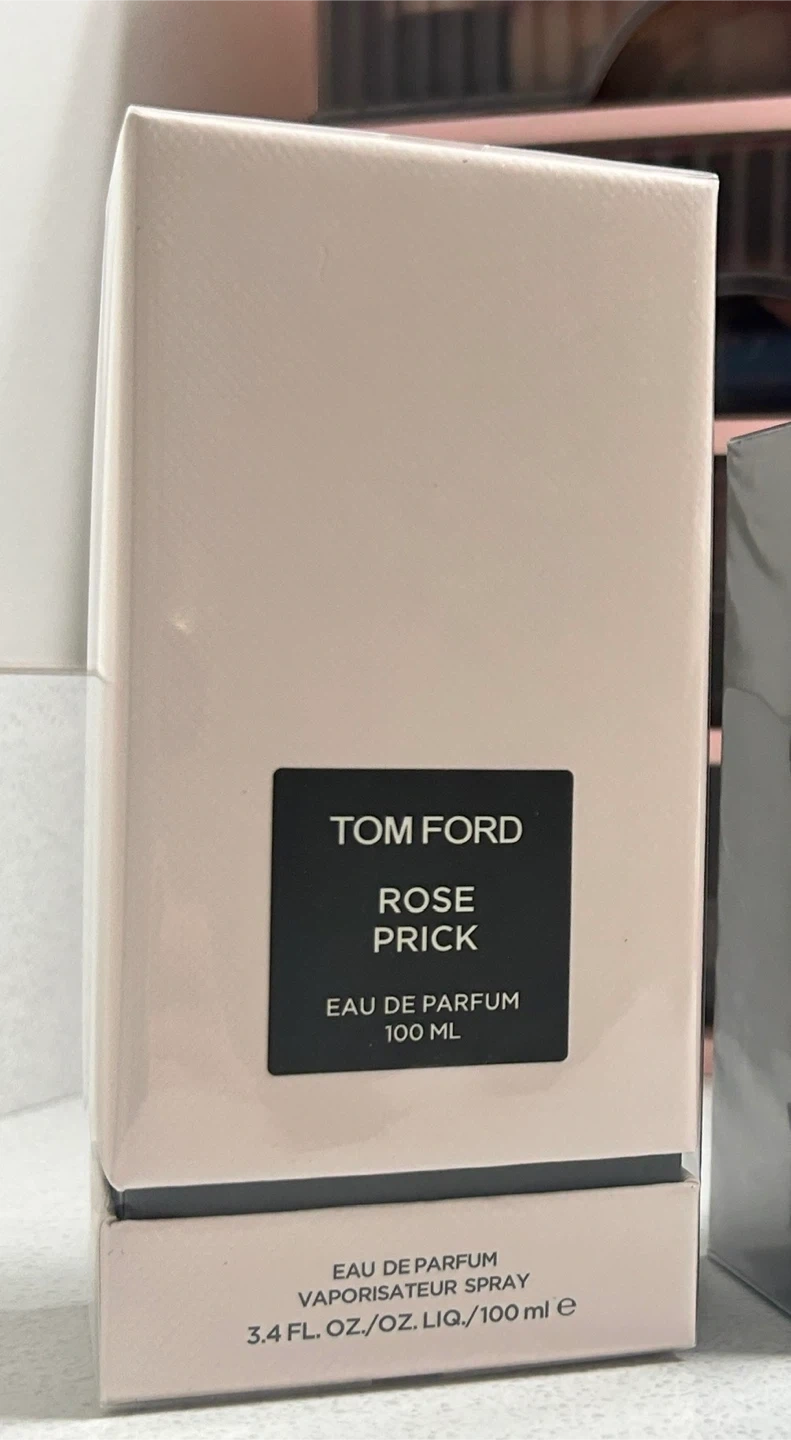 TOM FORD
ROSE
PRICK
EAU DE PARFUM
100 ML
EAU DE PARFUM
VAPORISATEUR SPRAY
3.4 FL. OZ./OZ. LIQ./100 ml ℮